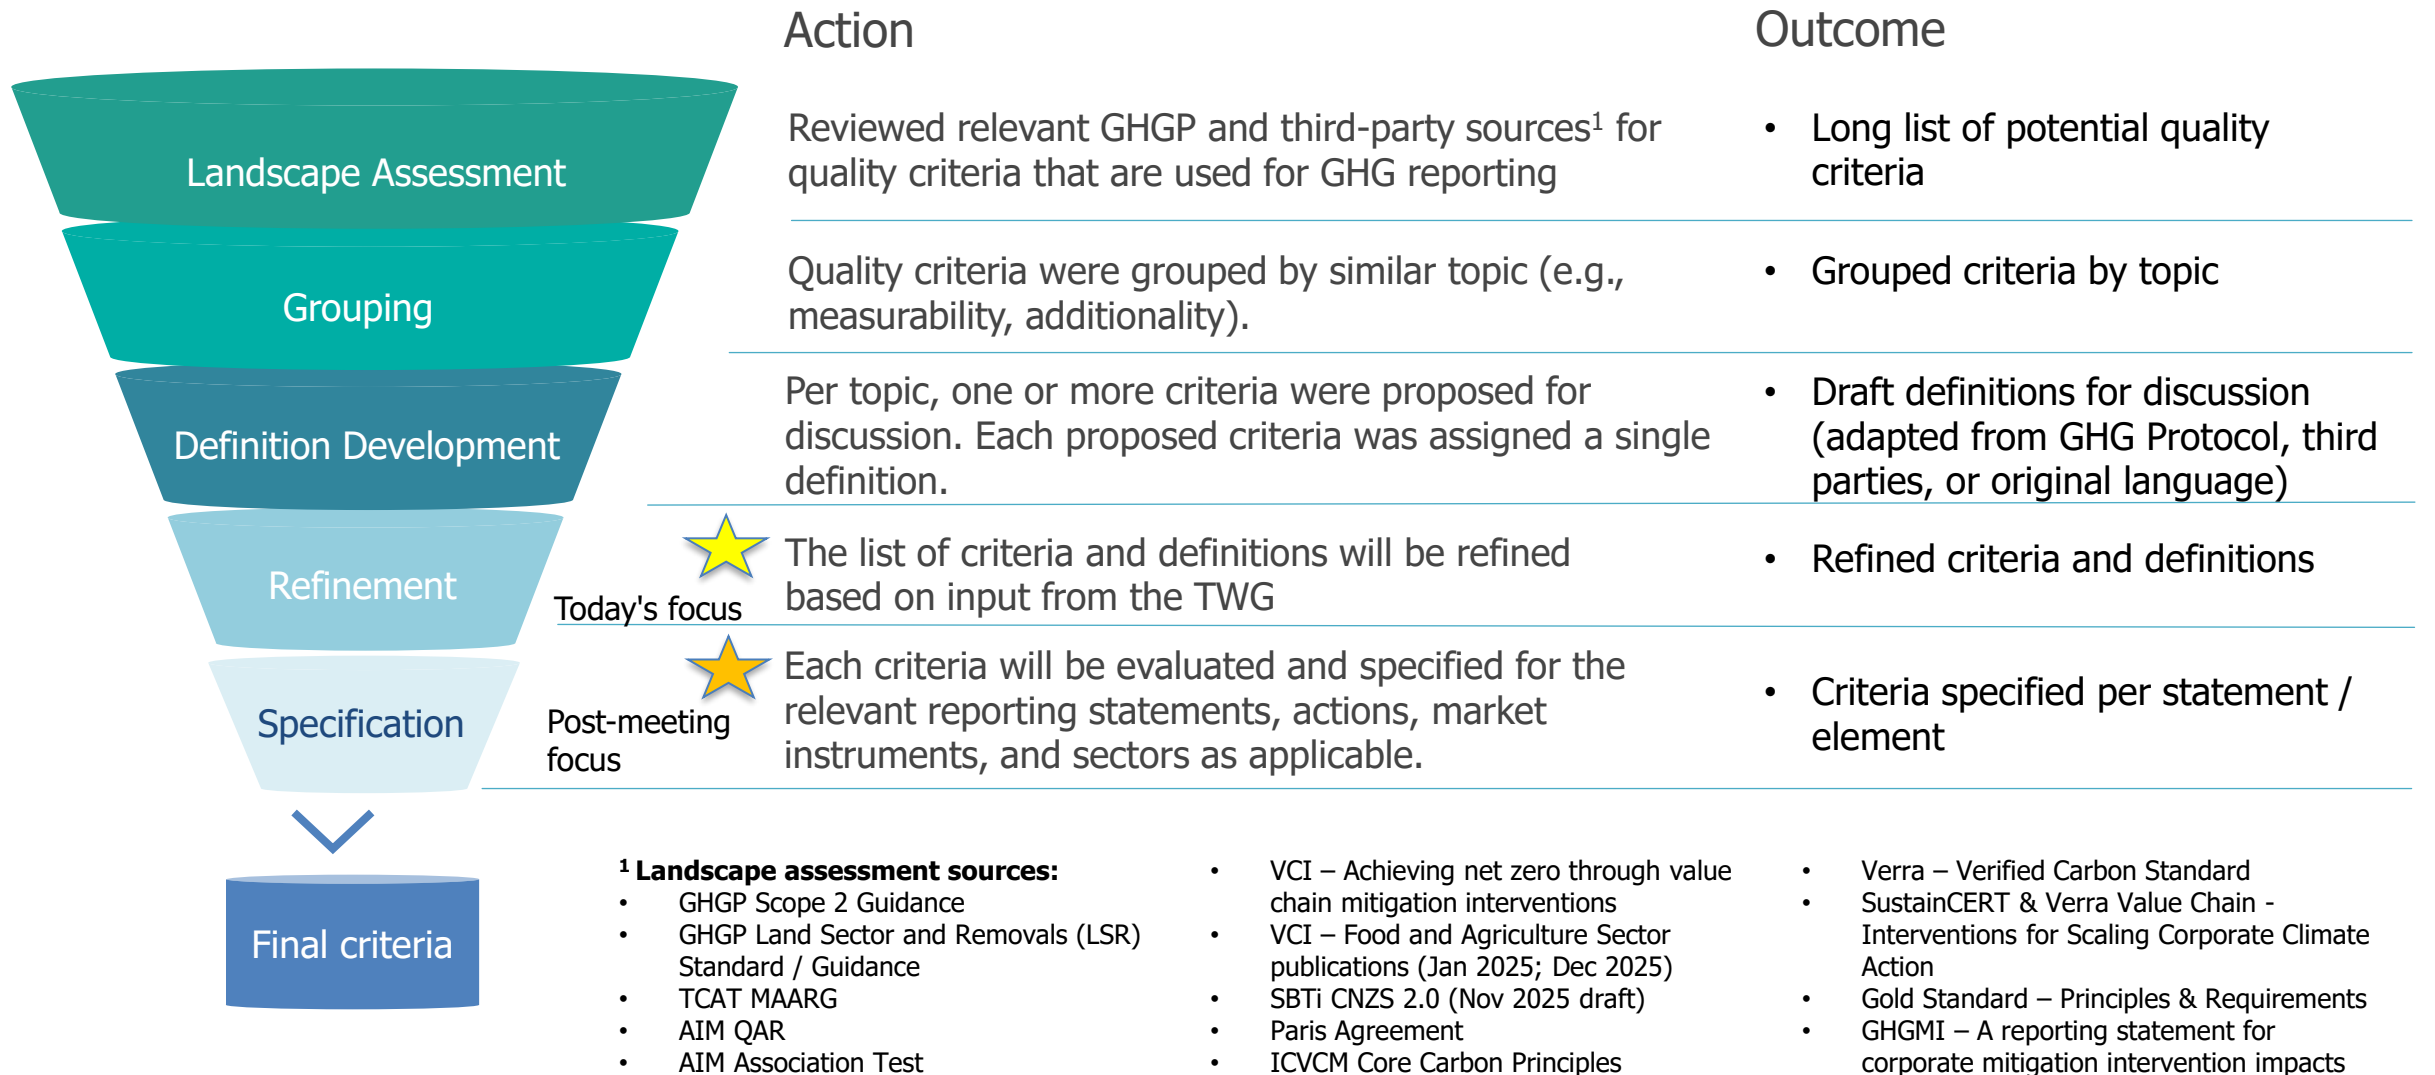 Action
Outcome
Landscape Assessment
Reviewed relevant GHGP and third-party sources¹ for
quality criteria that are used for GHG reporting
• Long list of potential quality
criteria
Grouping
Quality criteria were grouped by similar topic (e.g.,
measurability, additionality).
• Grouped criteria by topic
Definition Development
Per topic, one or more criteria were proposed for
discussion. Each proposed criteria was assigned a single
definition.
• Draft definitions for discussion
(adapted from GHG Protocol, third
parties, or original language)
Refinement
Today's focus
The list of criteria and definitions will be refined
based on input from the TWG
• Refined criteria and definitions
Specification
Post-meeting
focus
Each criteria will be evaluated and specified for the
relevant reporting statements, actions, market
instruments, and sectors as applicable.
• Criteria specified per statement /
element
Final criteria
¹ Landscape assessment sources:
• GHGP Scope 2 Guidance
• GHGP Land Sector and Removals (LSR)
Standard / Guidance
• TCAT MAARG
• AIM QAR
• AIM Association Test
• VCI – Achieving net zero through value
chain mitigation interventions
• VCI – Food and Agriculture Sector
publications (Jan 2025; Dec 2025)
• SBTi CNZS 2.0 (Nov 2025 draft)
• Paris Agreement
• ICVCM Core Carbon Principles
• Verra – Verified Carbon Standard
• SustainCERT & Verra Value Chain -
Interventions for Scaling Corporate Climate
Action
• Gold Standard – Principles & Requirements
• GHGMI – A reporting statement for
corporate mitigation intervention impacts